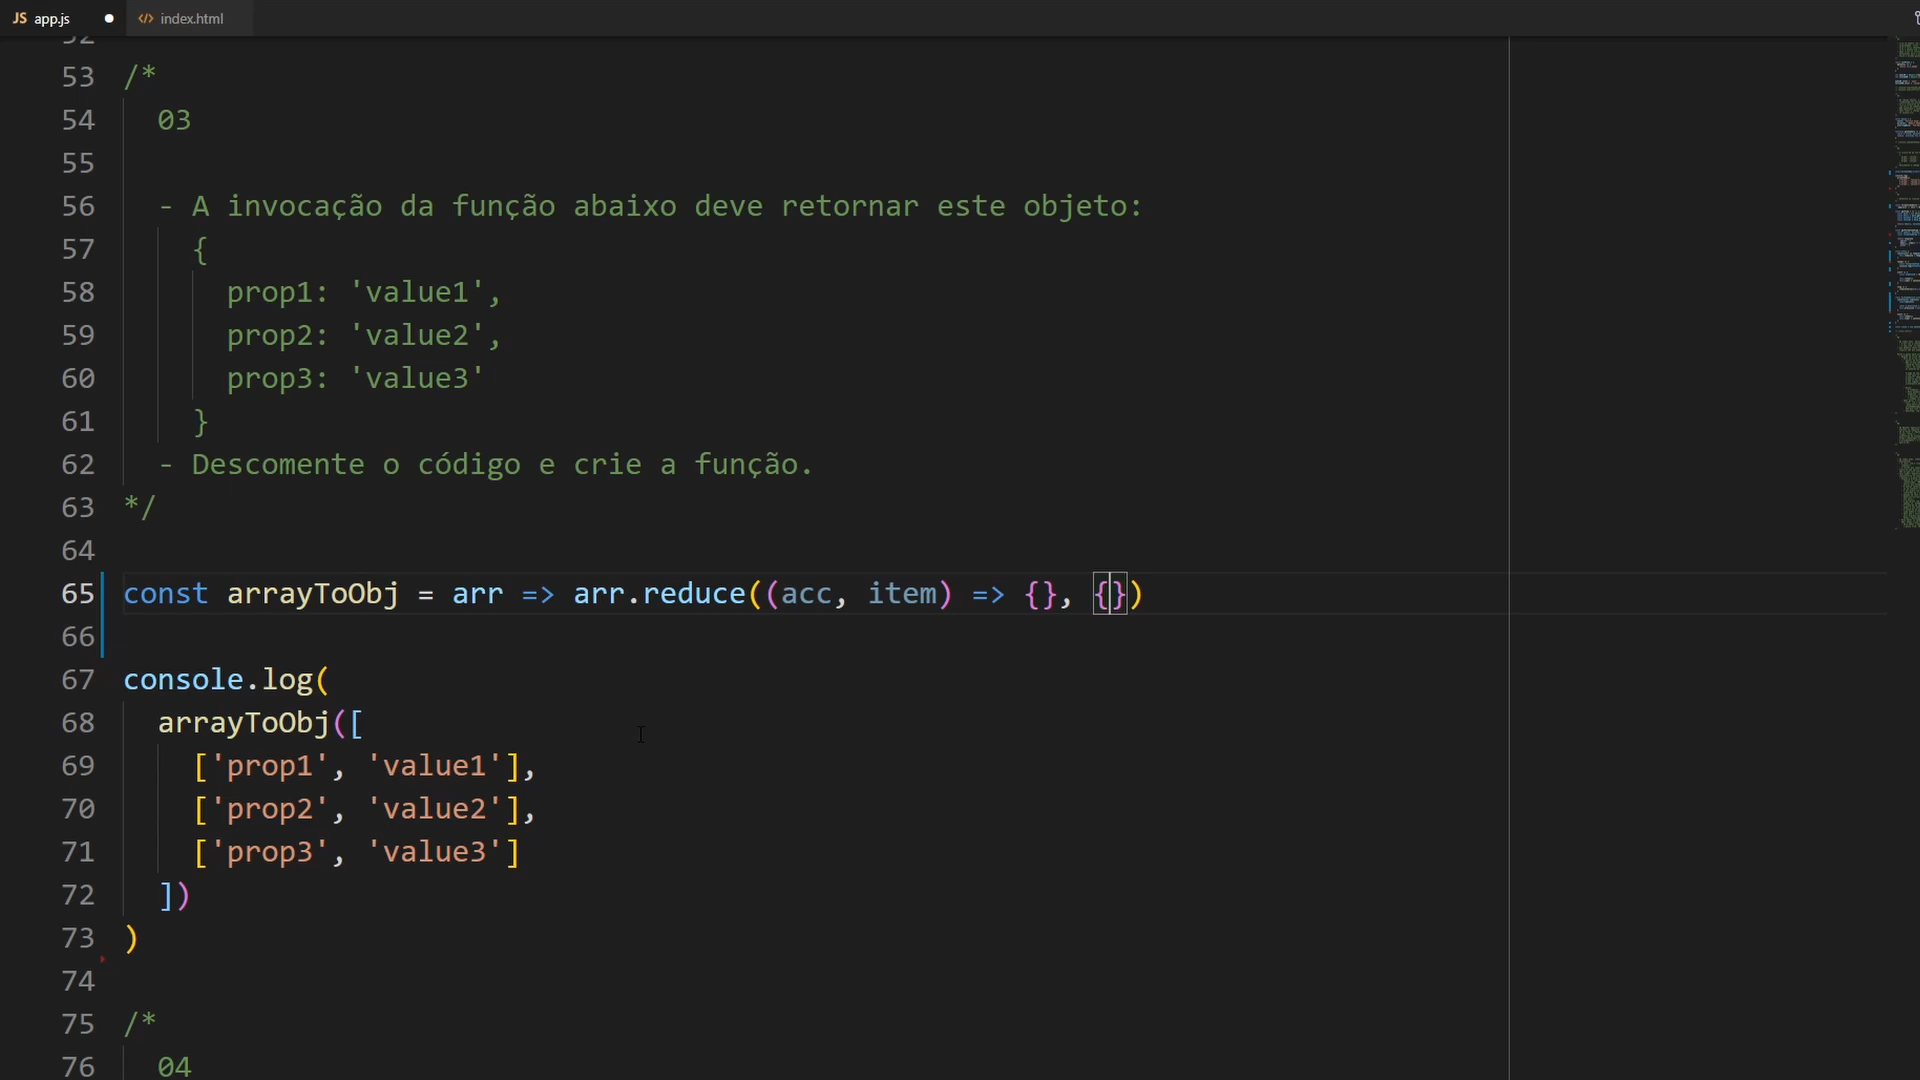 JS app.js
index.html
52
53 /*
54 03
55
56 - A invocação da função abaixo deve retornar este objeto:
57 {
58 prop1: 'value1',
59 prop2: 'value2',
60 prop3: 'value3'
61 }
62 - Descomente o código e crie a função.
63 */
64
65 const arrayToObj = arr => arr.reduce((acc, item) => {}, {})
66
67 console.log(
68 arrayToObj([
69 ['prop1', 'value1'],
70 ['prop2', 'value2'],
71 ['prop3', 'value3']
72 ])
73 )
74
75 /*
76 04